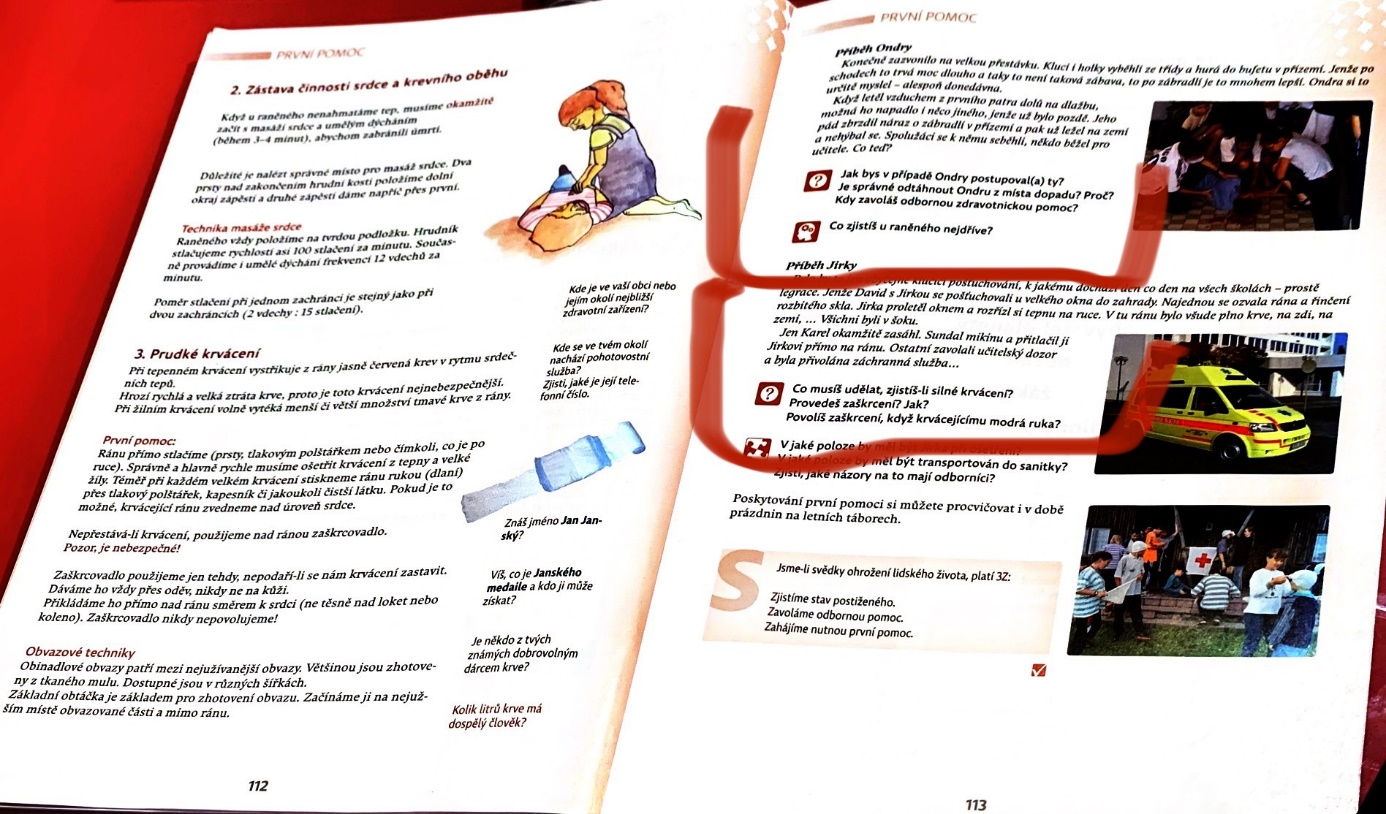 PRVNÍ POMOC
2. Zástava činnosti srdce a krevního oběhu
Když u raněného nenahmatáme tep, musíme okamžitě
začít s masáží srdce a umělým dýcháním
(během 3–4 minut), abychom zabránili úmrtí.
Důležité je nalézt správné místo pro masáž srdce. Dva
prsty nad zakončením hrudní kosti položíme dolní
okraj zápěstí a druhé zápěstí dáme napříč přes první.
Technika masáže srdce
Raněného vždy položíme na tvrdou podložku. Hrudník
stlačujeme rychlostí asi 100 stlačení za minutu. Součas-
ně provádíme i umělé dýchání frekvencí 12 vdechů za
minutu.
Poměr stlačení při jednom zachránci je stejný jako při
dvou zachráncích (2 vdechy : 15 stlačení).
3. Prudké krvácení
Při tepenném krvácení vystřikuje z rány jasně červená krev v rytmu srdeč-
ních tepů.
Hrozí rychlá a velká ztráta krve, proto je toto krvácení nejnebezpečnější.
Při žilním krvácení volně vytéká menší či větší množství tmavé krve z rány.
První pomoc:
Ránu přímo stlačíme (prsty, tlakovým polštářkem nebo čímkoli, co je po
ruce). Správně a hlavně rychle musíme ošetřit krvácení z tepny a velké
žíly. Téměř při každém velkém krvácení stiskneme ránu rukou (dlaní)
přes tlakový polštářek, kapesník či jakoukoli čistší látku. Pokud je to
možné, krvácející ránu zvedneme nad úroveň srdce.
Nepřestává-li krvácení, použijeme nad ránou zaškrcovadlo.
Pozor, je nebezpečné!
Zaškrcovadlo použijeme jen tehdy, nepodaří-li se nám krvácení zastavit.
Dáváme ho vždy přes oděv, nikdy ne na kůži.
Přikládáme ho přímo nad ránu směrem k srdci (ne těsně nad loket nebo
koleno). Zaškrcovadlo nikdy nepovolujeme!
Obvazové techniky
Obinadlové obvazy patří mezi nejužívanější obvazy. Většinou jsou zhotove-
ny z tkaného mulu. Dostupné jsou v různých šířkách.
Základní obtáčka je základem pro zhotovení obvazu. Začínáme ji na nejuž-
ším místě obvazované části a mimo ránu.
Kde je ve vaší obci nebo
jejím okolí nejbližší
zdravotní zařízení?
Kde se ve tvém okolí
nachází pohotovostní
služba?
Zjisti, jaké je její tele-
fonní číslo.
Znáš jméno Jan Jan-
ský?
Víš, co je Janského
medaile a kdo ji může
získat?
Je někdo z tvých
známých dobrovolným
dárcem krve?
Kolik litrů krve má
dospělý člověk?
112
PRVNÍ POMOC
Příběh Ondry
Konečně zazvonilo na velkou přestávku. Kluci i holky vyběhli ze třídy a hurá do bufetu v přízemí. Jenže po
schodech to trvá moc dlouho a taky to není taková zábava, to po zábradlí je to mnohem lepší. Ondra si to
určitě myslel – alespoň donedávna.
Když letěl vzduchem z prvního patra dolů na dlažbu,
možná ho napadlo i něco jiného, jenže už bylo pozdě. Jeho
pád zbrzdil náraz o zábradlí v přízemí a pak už ležel na zemi
a nehýbal se. Spolužáci se k němu seběhli, někdo běžel pro
učitele. Co teď?
Jak bys v případě Ondry postupoval(a) ty?
Je správné odtáhnout Ondru z místa dopadu? Proč?
Kdy zavoláš odbornou zdravotnickou pomoc?
Co zjistíš u raněného nejdříve?
Příběh Jirky
klučičí pošťuchování, k jakému dochází den co den na všech školách – prostě
legrace. Jenže David s Jirkou se pošťuchovali u velkého okna do zahrady. Najednou se ozvala rána a řinčení
rozbitého skla. Jirka proletěl oknem a rozřízl si tepnu na ruce. V tu ránu bylo všude plno krve, na zdi, na
zemi, ... Všichni byli v šoku.
Jen Karel okamžitě zasáhl. Sundal mikinu a přitlačil ji
Jirkovi přímo na ránu. Ostatní zavolali učitelský dozor
a byla přivolána záchranná služba...
Co musíš udělat, zjistíš-li silné krvácení?
Provedeš zaškrcení? Jak?
Povolíš zaškrcení, když krvácejícímu modrá ruka?
V jaké poloze by měl být
V jaké poloze by měl být transportován do sanitky?
Zjisti, jaké názory na to mají odborníci?
Poskytování první pomoci si můžete procvičovat i v době
prázdnin na letních táborech.
S
Jsme-li svědky ohrožení lidského života, platí 3Z:
Zjistíme stav postiženého.
Zavoláme odbornou pomoc.
Zahájíme nutnou první pomoc.
113